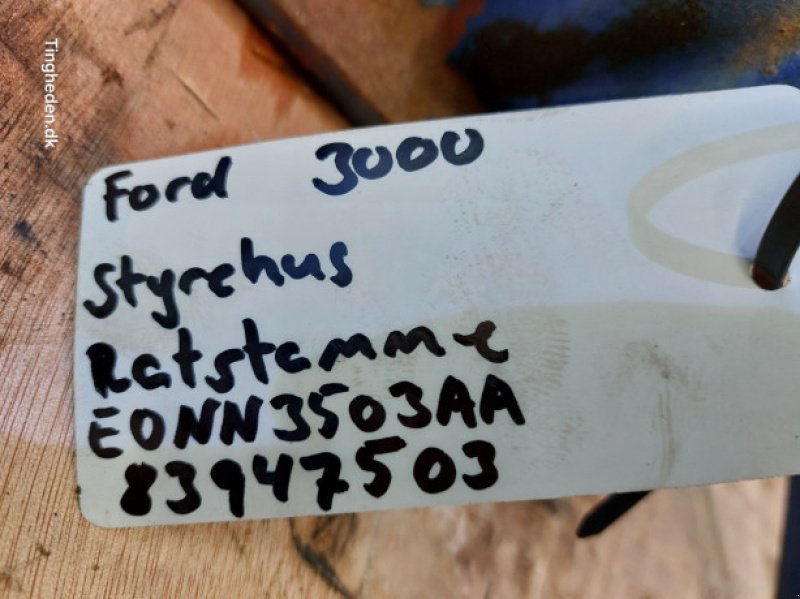 Tingheden.dk
Ford 3000
Styrehus
Ratstamme
EONN3503AA
83947503